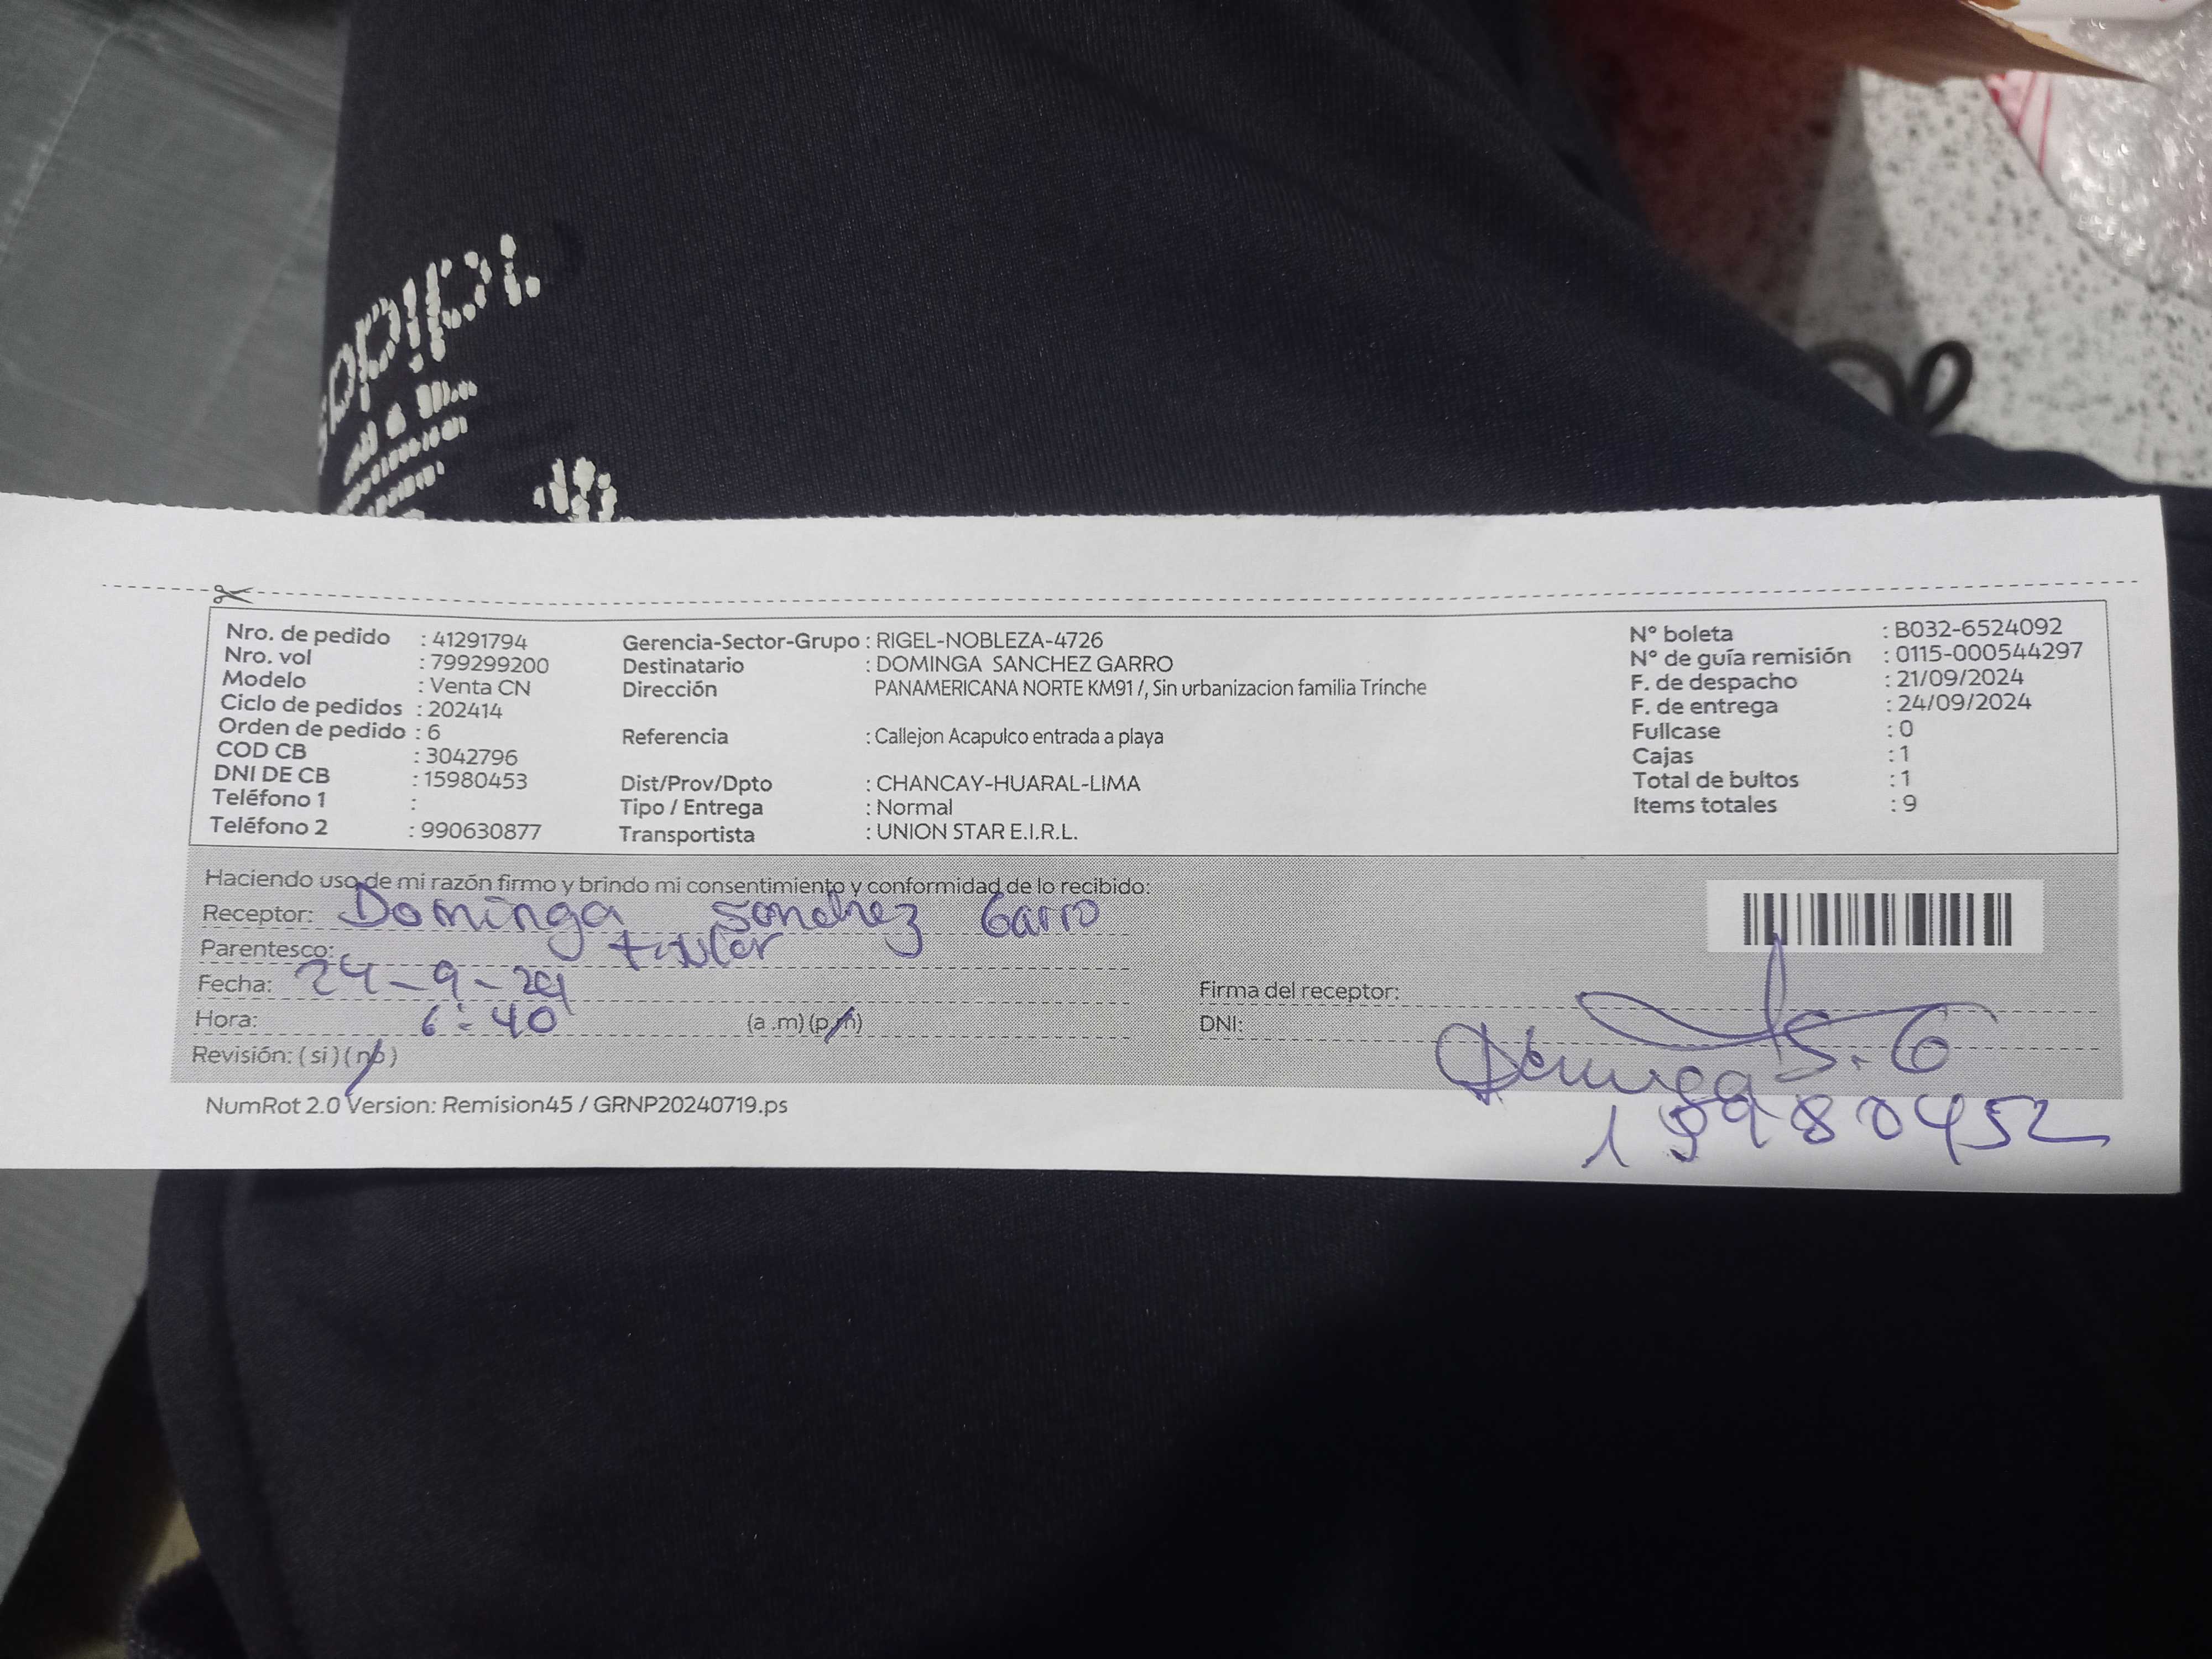 Nro. de pedido : 41291794
Nro. vol : 799299200
Modelo : Venta CN
Ciclo de pedidos : 202414
Orden de pedido : 6
COD CB : 3042796
DNI DE CB : 15980453
Teléfono 1 :
Teléfono 2 : 990630877
Gerencia-Sector-Grupo : RIGEL-NOBLEZA-4726
Destinatario : DOMINGA SANCHEZ GARRO
Dirección PANAMERICANA NORTE KM91 /, Sin urbanizacion familia Trinche
Referencia : Callejon Acapulco entrada a playa
Dist/Prov/Dpto : CHANCAY-HUARAL-LIMA
Tipo / Entrega : Normal
Transportista : UNION STAR E.I.R.L.
N° boleta : B032-6524092
N° de guía remisión : 0115-000544297
F. de despacho : 21/09/2024
F. de entrega : 24/09/2024
Fullcase : 0
Cajas : 1
Total de bultos : 1
Items totales : 9
Haciendo uso de mi razón firmo y brindo mi consentimiento y conformidad de lo recibido:
Receptor: Dominga Sanchez Garro
Parentesco:
Fecha: 24-9-24
Hora: 6:40 (a .m) (p.m)
Revisión: (si) (no)
Firma del receptor:
DNI:
Dominga S. G
15980452
NumRot 2.0 Version: Remision45 / GRNP20240719.ps